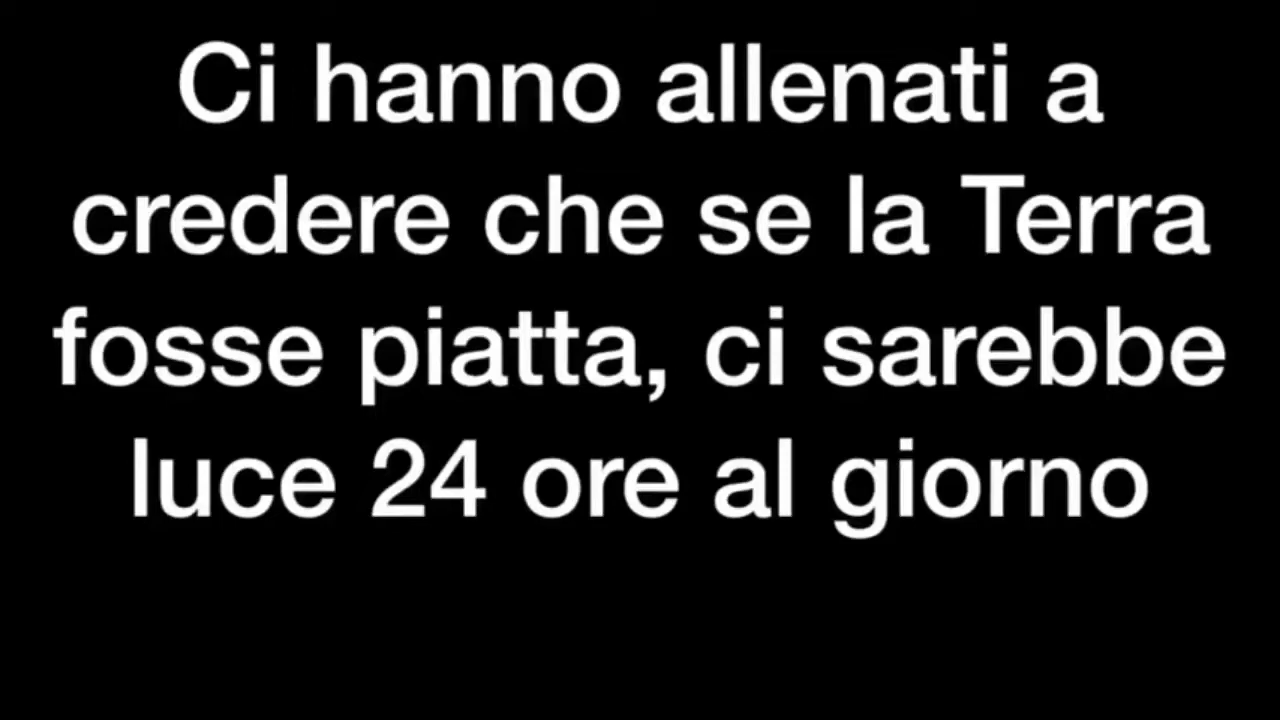 Ci hanno allenati a
credere che se la Terra
fosse piatta, ci sarebbe
luce 24 ore al giorno